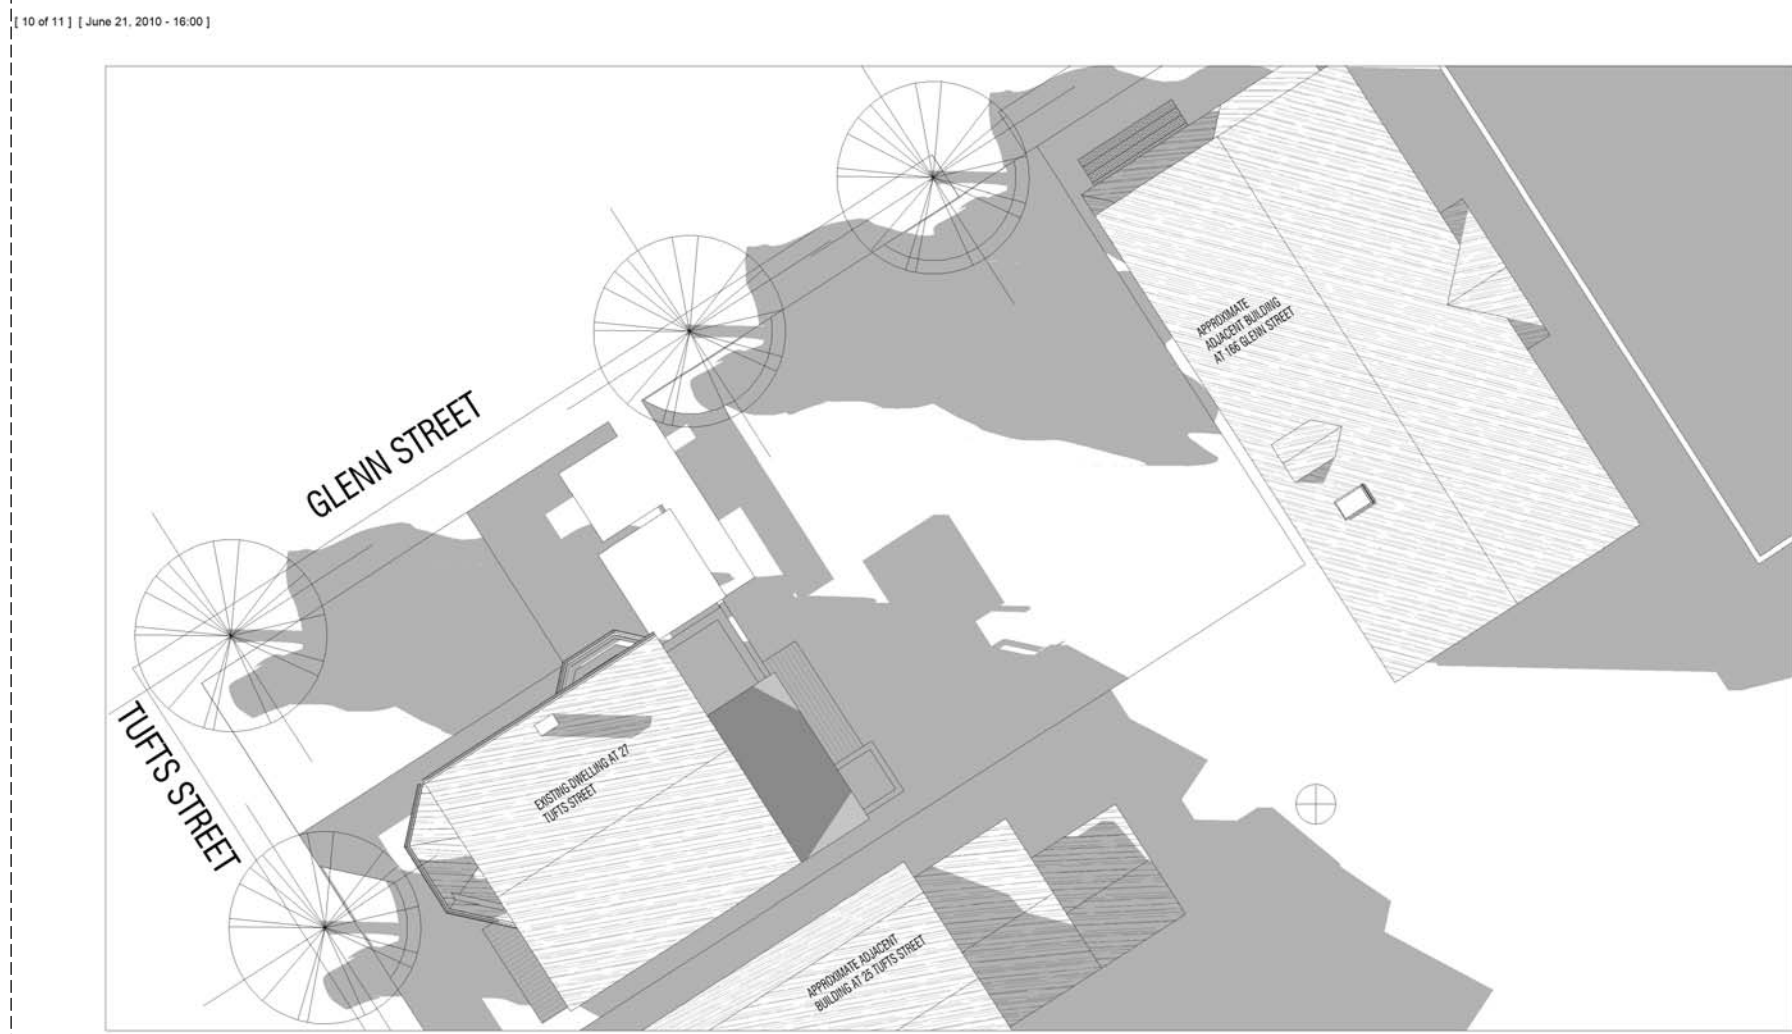 [ 10 of 11 ] [ June 21, 2010 - 16:00 ]
GLENN STREET
APPROXIMATE
ADJACENT BUILDING
AT 166 GLENN STREET
TUFTS STREET
EXISTING DWELLING AT 27
TUFTS STREET
APPROXIMATE ADJACENT
BUILDING AT 25 TUFTS STREET